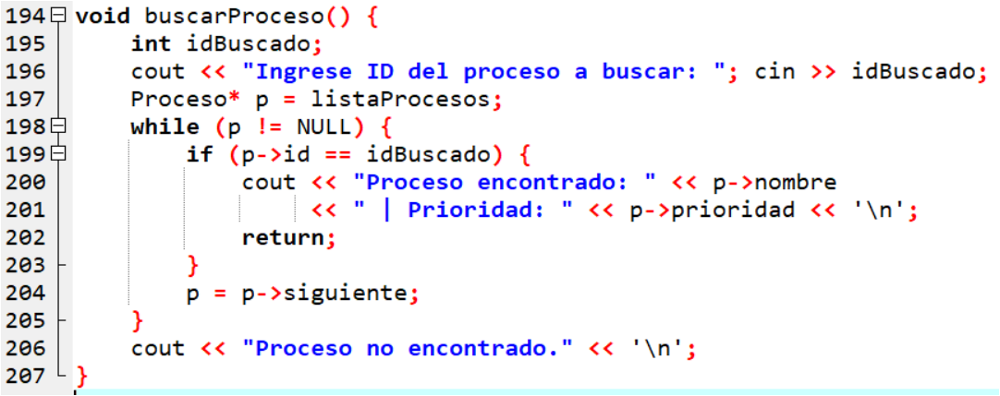 194 void buscarProceso() {
195     int idBuscado;
196     cout << "Ingrese ID del proceso a buscar: "; cin >> idBuscado;
197     Proceso* p = listaProcesos;
198     while (p != NULL) {
199         if (p->id == idBuscado) {
200             cout << "Proceso encontrado: " << p->nombre
201                  << " | Prioridad: " << p->prioridad << '\n';
202             return;
203         }
204         p = p->siguiente;
205     }
206     cout << "Proceso no encontrado." << '\n';
207 }